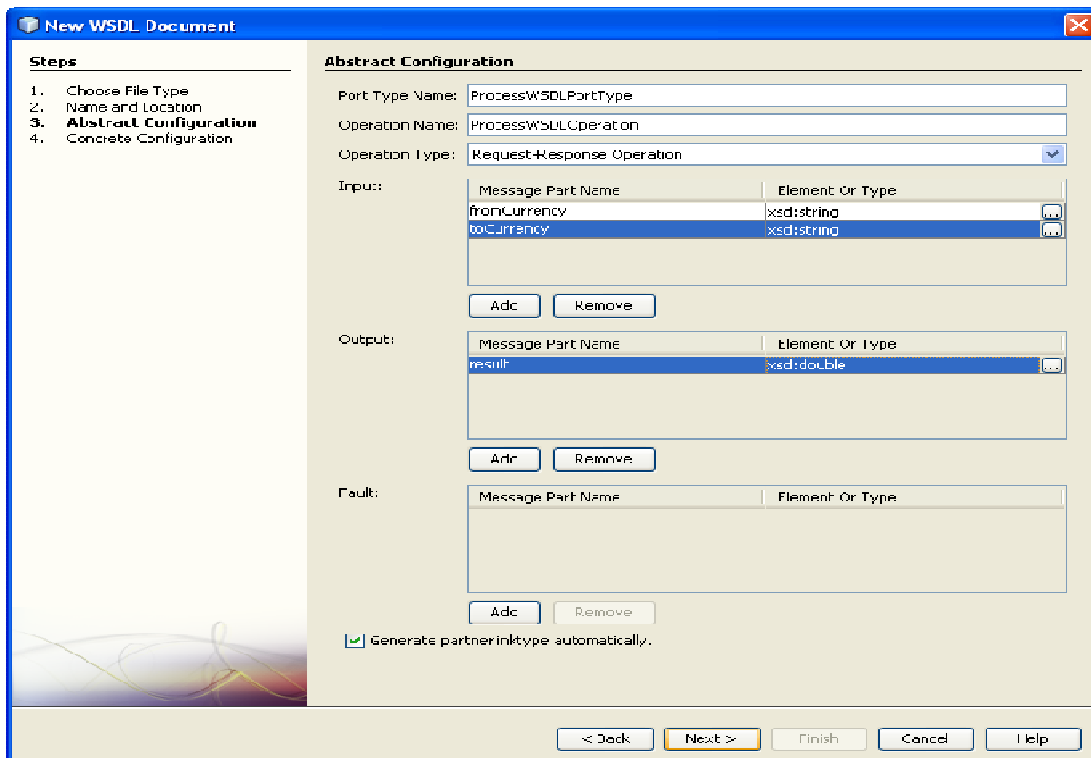 New WSDL Document
Steps
1. Choose File Type
2. Name and Location
3. Abstract Configuration
4. Concrete Configuration
Abstract Configuration
Port Type Name: ProcessWSDLPortType
Operation Name: ProcessWSDLOperation
Operation Type: Request-Response Operation
Input:
Message Part Name Element Or Type
fromCurrency xsd:string ...
toCurrency xsd:string ...
Add Remove
Output:
Message Part Name Element Or Type
result xsd:double ...
Add Remove
Fault:
Message Part Name Element Or Type
Add Remove
Generate partnerlinktype automatically.
< Back Next > Finish Cancel Help